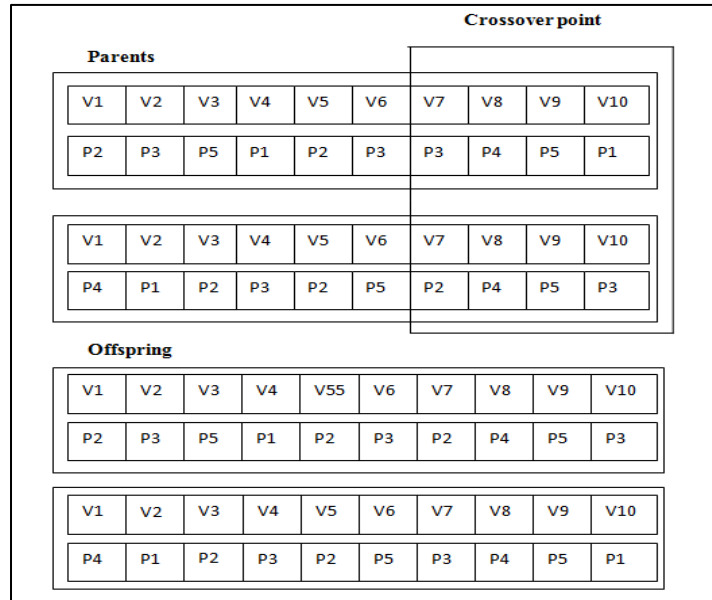 Crossover point
Parents
V1 V2 V3 V4 V5 V6 V7 V8 V9 V10
P2 P3 P5 P1 P2 P3 P3 P4 P5 P1
V1 V2 V3 V4 V5 V6 V7 V8 V9 V10
P4 P1 P2 P3 P2 P5 P2 P4 P5 P3
Offspring
V1 V2 V3 V4 V55 V6 V7 V8 V9 V10
P2 P3 P5 P1 P2 P3 P2 P4 P5 P3
V1 V2 V3 V4 V5 V6 V7 V8 V9 V10
P4 P1 P2 P3 P2 P5 P3 P4 P5 P1